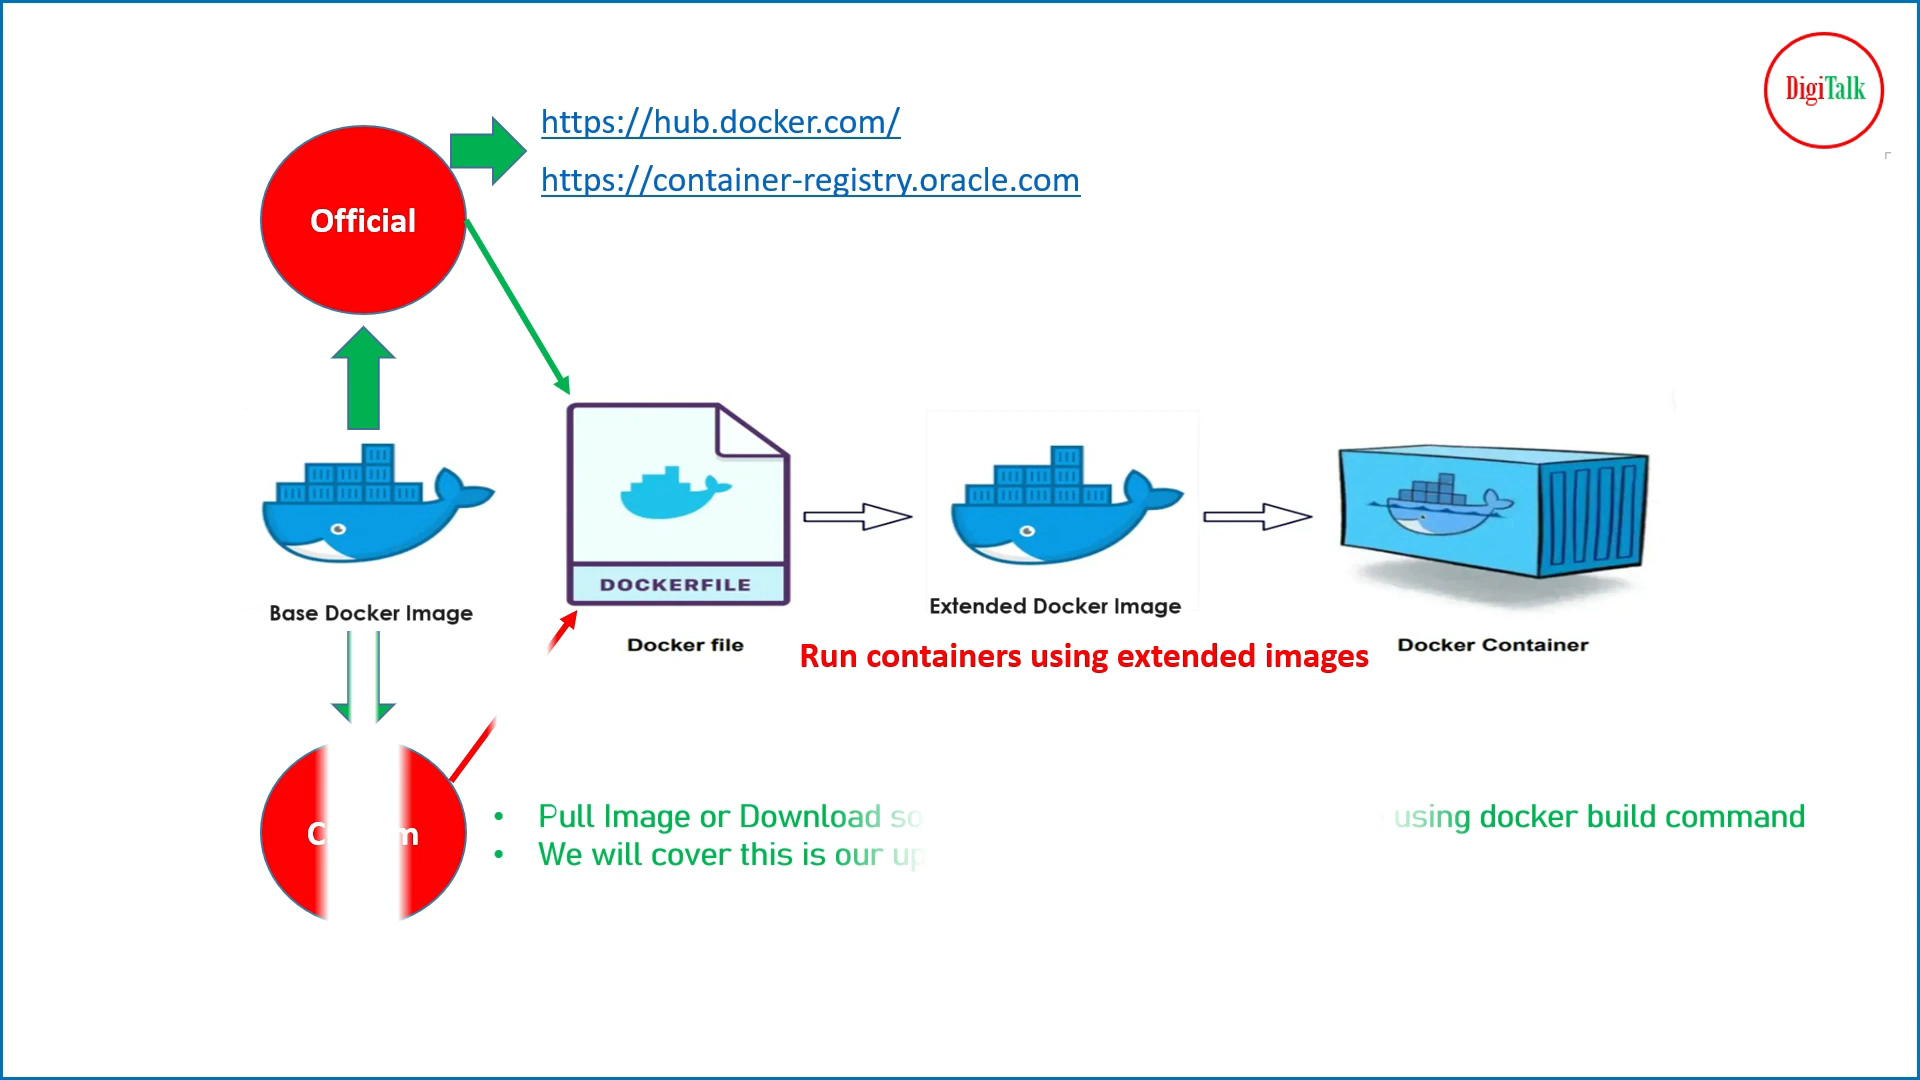 DigiTalk
https://hub.docker.com/
https://container-registry.oracle.com
Official
DOCKERFILE
Base Docker Image
Extended Docker Image
Docker file
Docker Container
Run containers using extended images
• Pull Image or Download using docker build command
• We will cover this is our